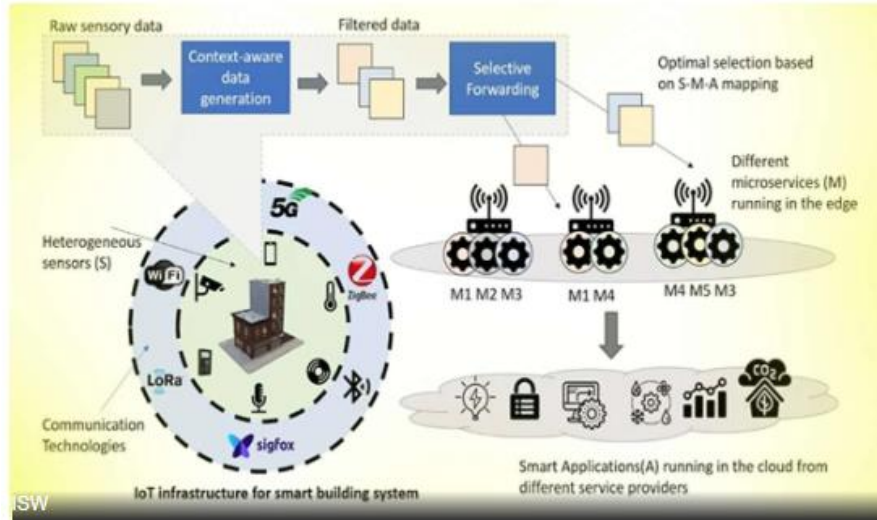 Raw sensory data
Filtered data
Context-aware
data
generation
Selective
Forwarding
Optimal selection based
on S-M-A mapping
Different
microservices (M)
running in the edge
5G
Heterogeneous
sensors (S)
WiFi
ZigBee
M1 M2 M3
M1 M4
M4 M5 M3
LoRa
CO2
Communication
Technologies
sigfox
IoT infrastructure for smart building system
Smart Applications(A) running in the cloud from
different service providers